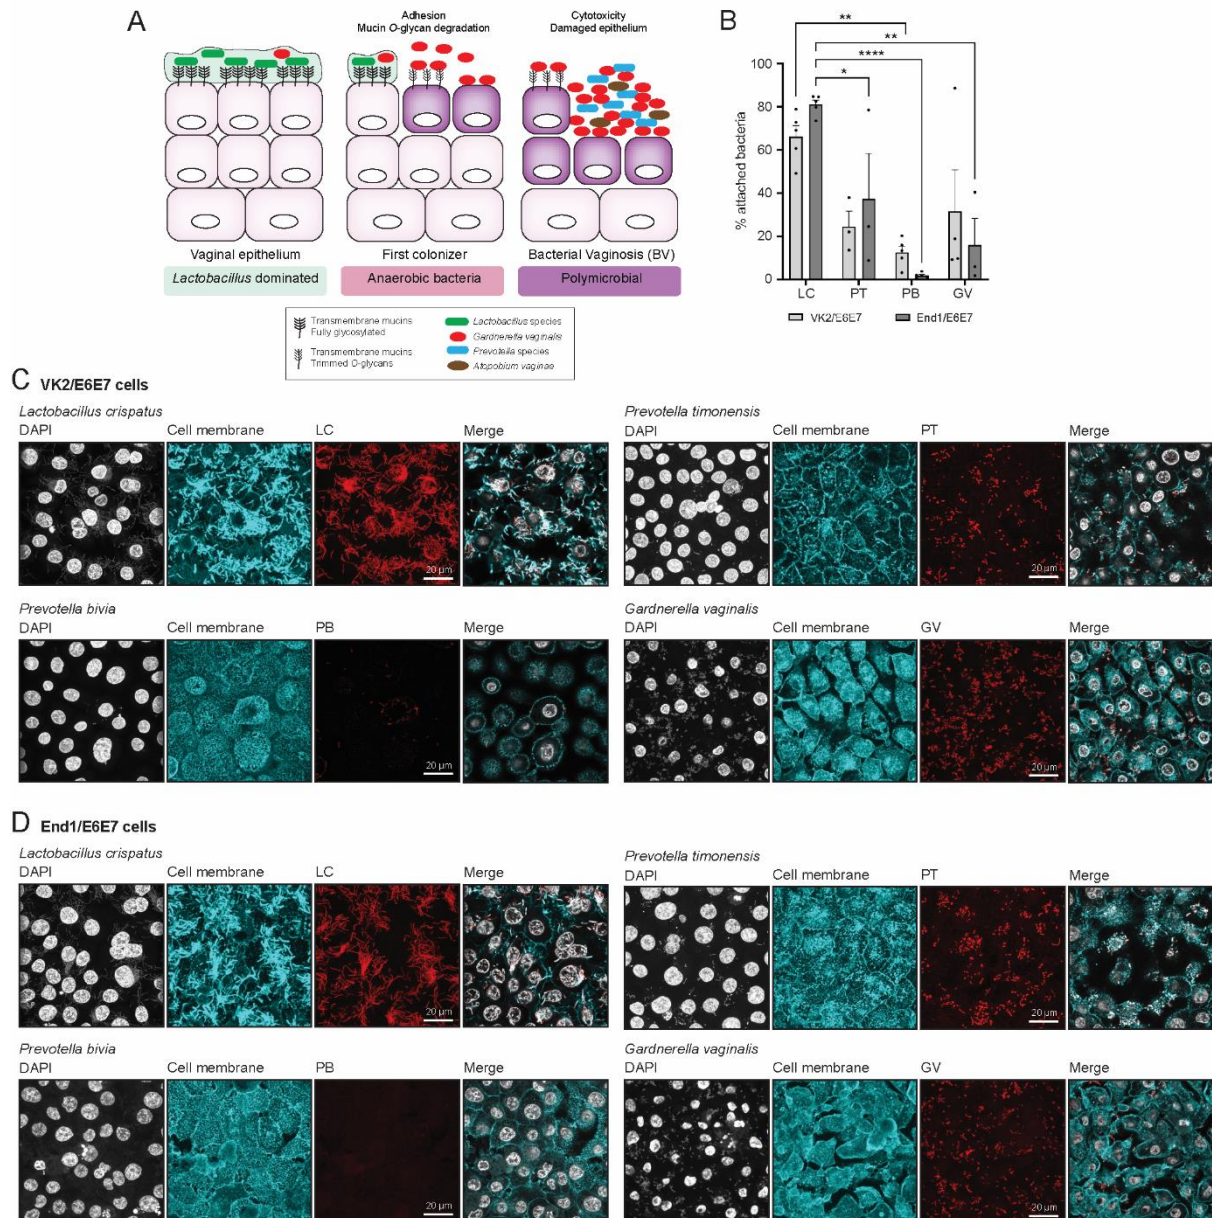 A
Adhesion
Mucin O-glycan degradation
Cytotoxicity
Damaged epithelium
Vaginal epithelium
First colonizer
Bacterial Vaginosis (BV)
Lactobacillus dominated
Anaerobic bacteria
Polymicrobial
Transmembrane mucins
Fully glycosylated
Transmembrane mucins
Trimmed O-glycans
Lactobacillus species
Gardnerella vaginalis
Prevotella species
Atopobium vaginae
B
**
**
****
*
% attached bacteria
100
80
60
40
20
0
LC PT PB GV
VK2/E6E7 End1/E6E7
C VK2/E6E7 cells
Lactobacillus crispatus
DAPI Cell membrane LC Merge
20 µm
Prevotella timonensis
DAPI Cell membrane PT Merge
20 µm
Prevotella bivia
DAPI Cell membrane PB Merge
20 µm
Gardnerella vaginalis
DAPI Cell membrane GV Merge
20 µm
D End1/E6E7 cells
Lactobacillus crispatus
DAPI Cell membrane LC Merge
20 µm
Prevotella timonensis
DAPI Cell membrane PT Merge
20 µm
Prevotella bivia
DAPI Cell membrane PB Merge
20 µm
Gardnerella vaginalis
DAPI Cell membrane GV Merge
20 µm